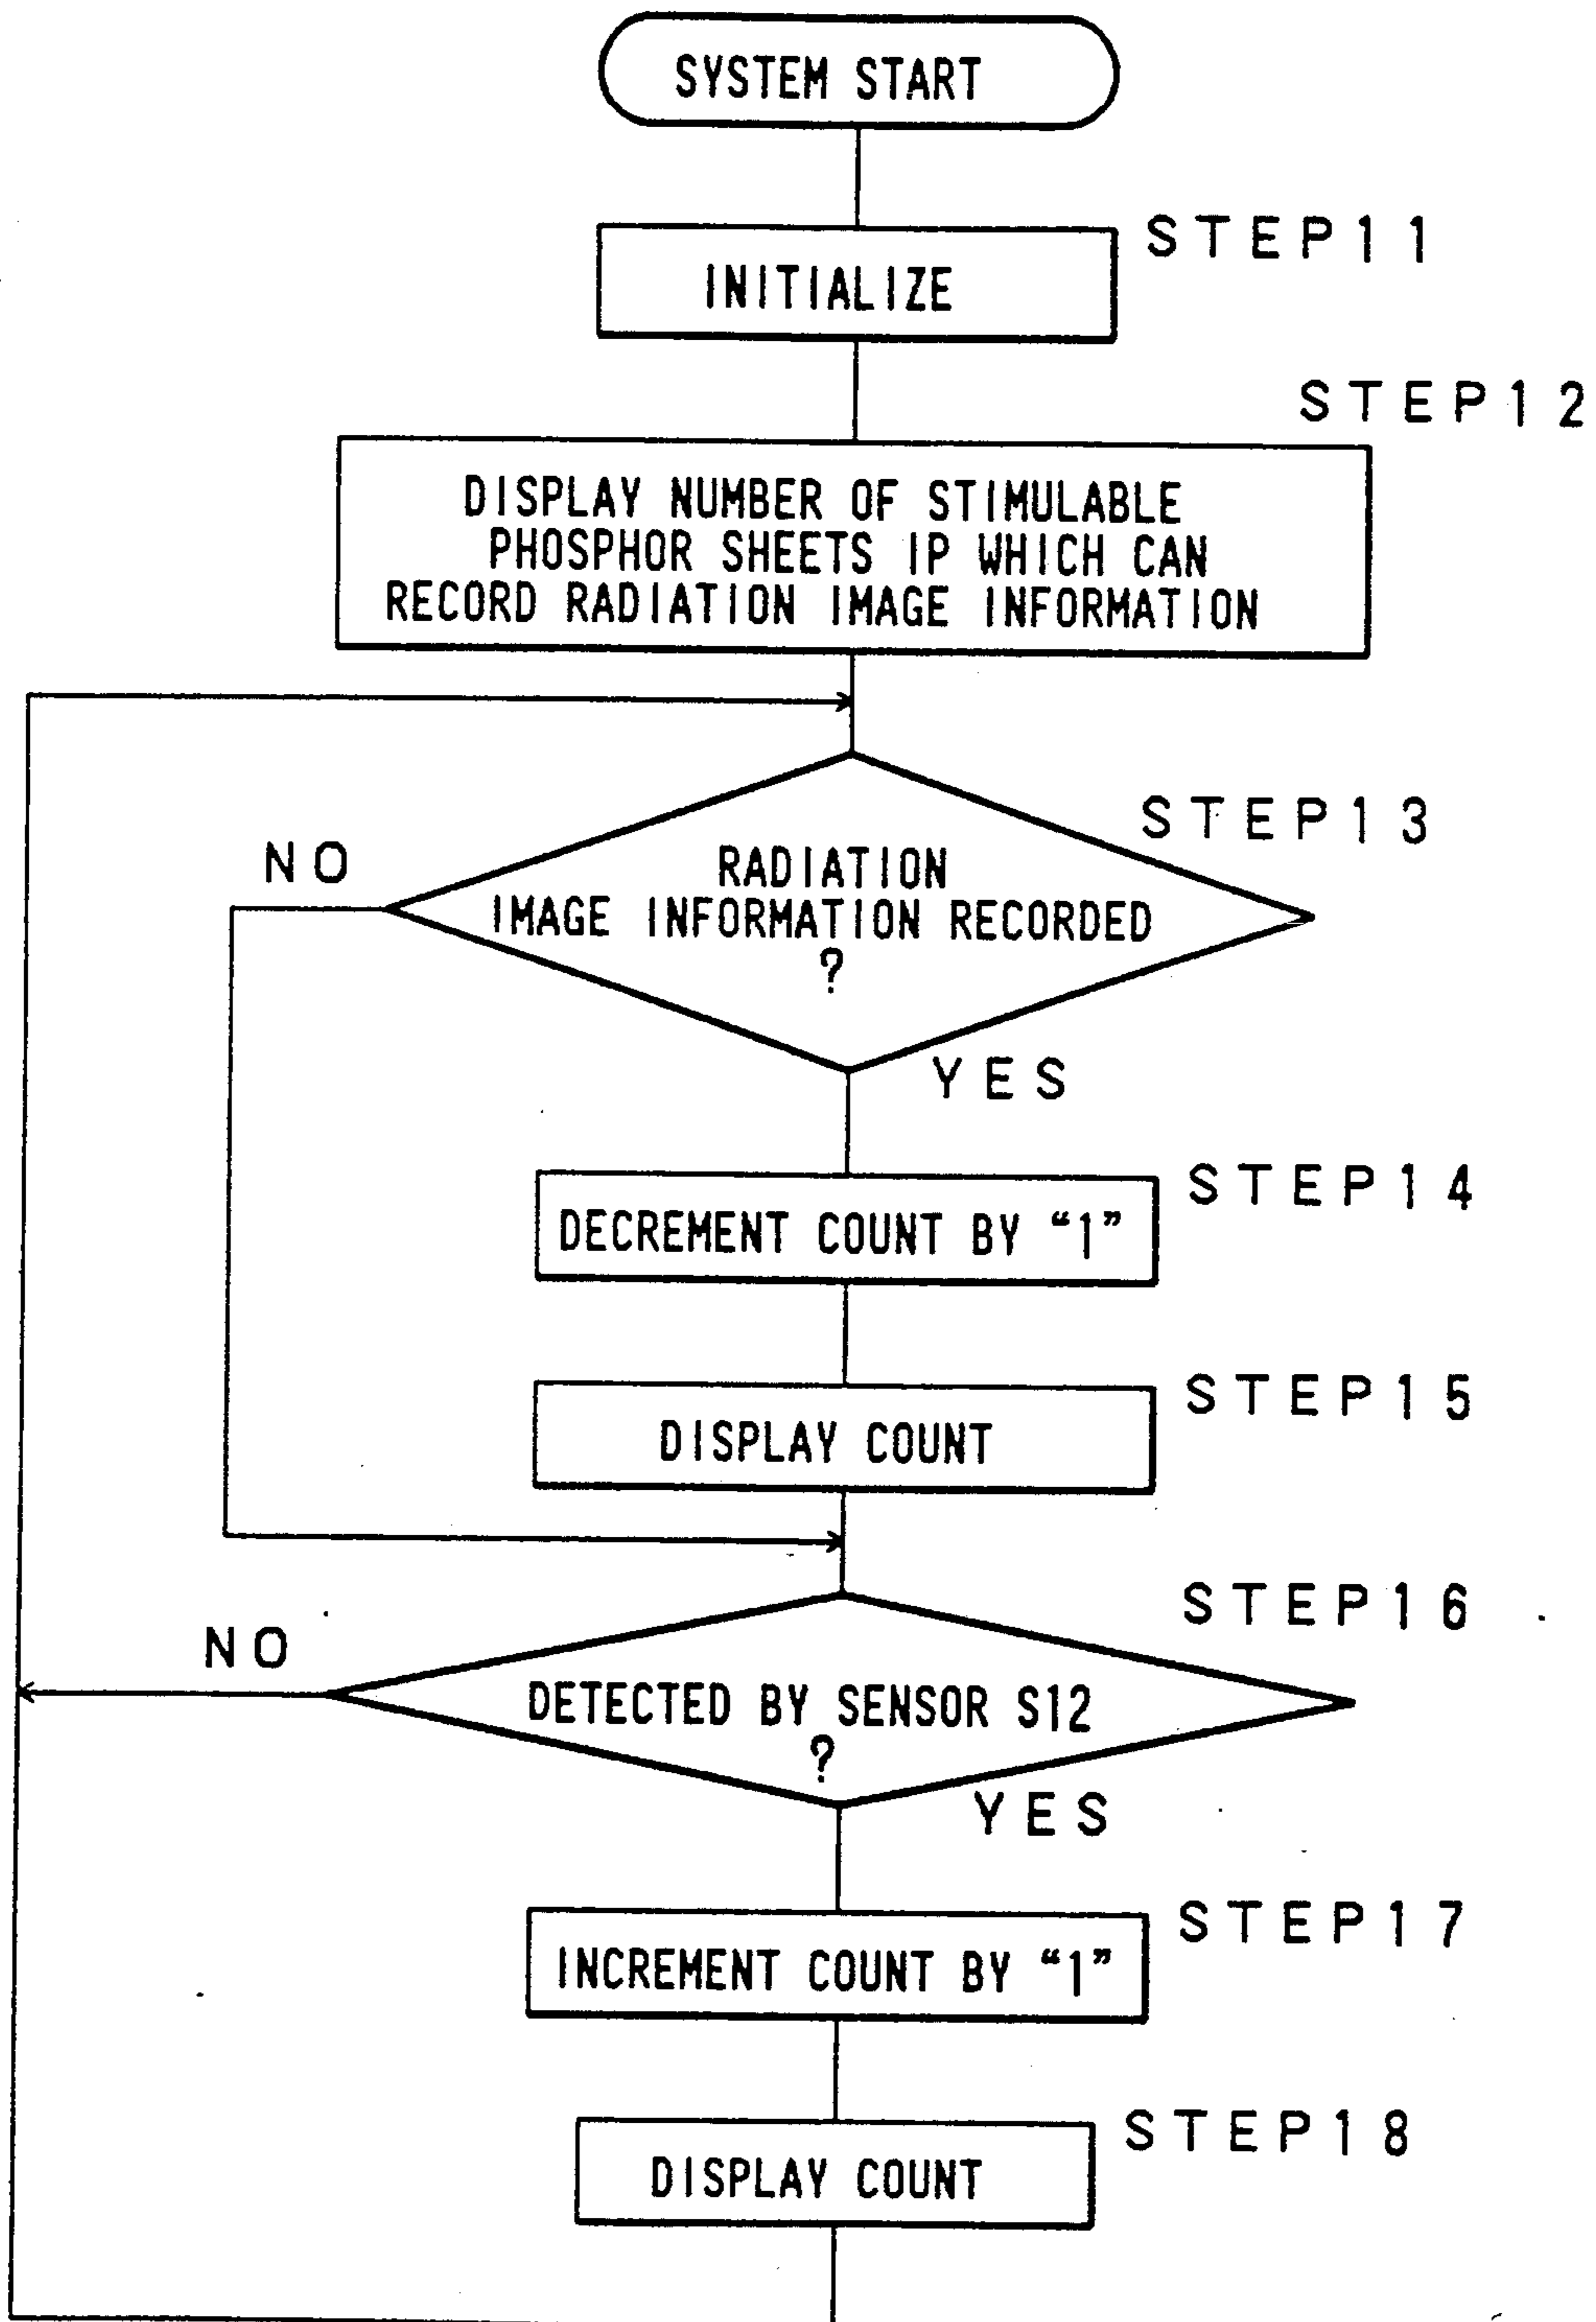 SYSTEM START
STEP11
INITIALIZE
STEP12
DISPLAY NUMBER OF STIMULABLE
PHOSPHOR SHEETS IP WHICH CAN
RECORD RADIATION IMAGE INFORMATION
STEP13
NO
RADIATION
IMAGE INFORMATION RECORDED
?
YES
STEP14
DECREMENT COUNT BY “1”
STEP15
DISPLAY COUNT
STEP16
NO
DETECTED BY SENSOR S12
?
YES
STEP17
INCREMENT COUNT BY “1”
STEP18
DISPLAY COUNT